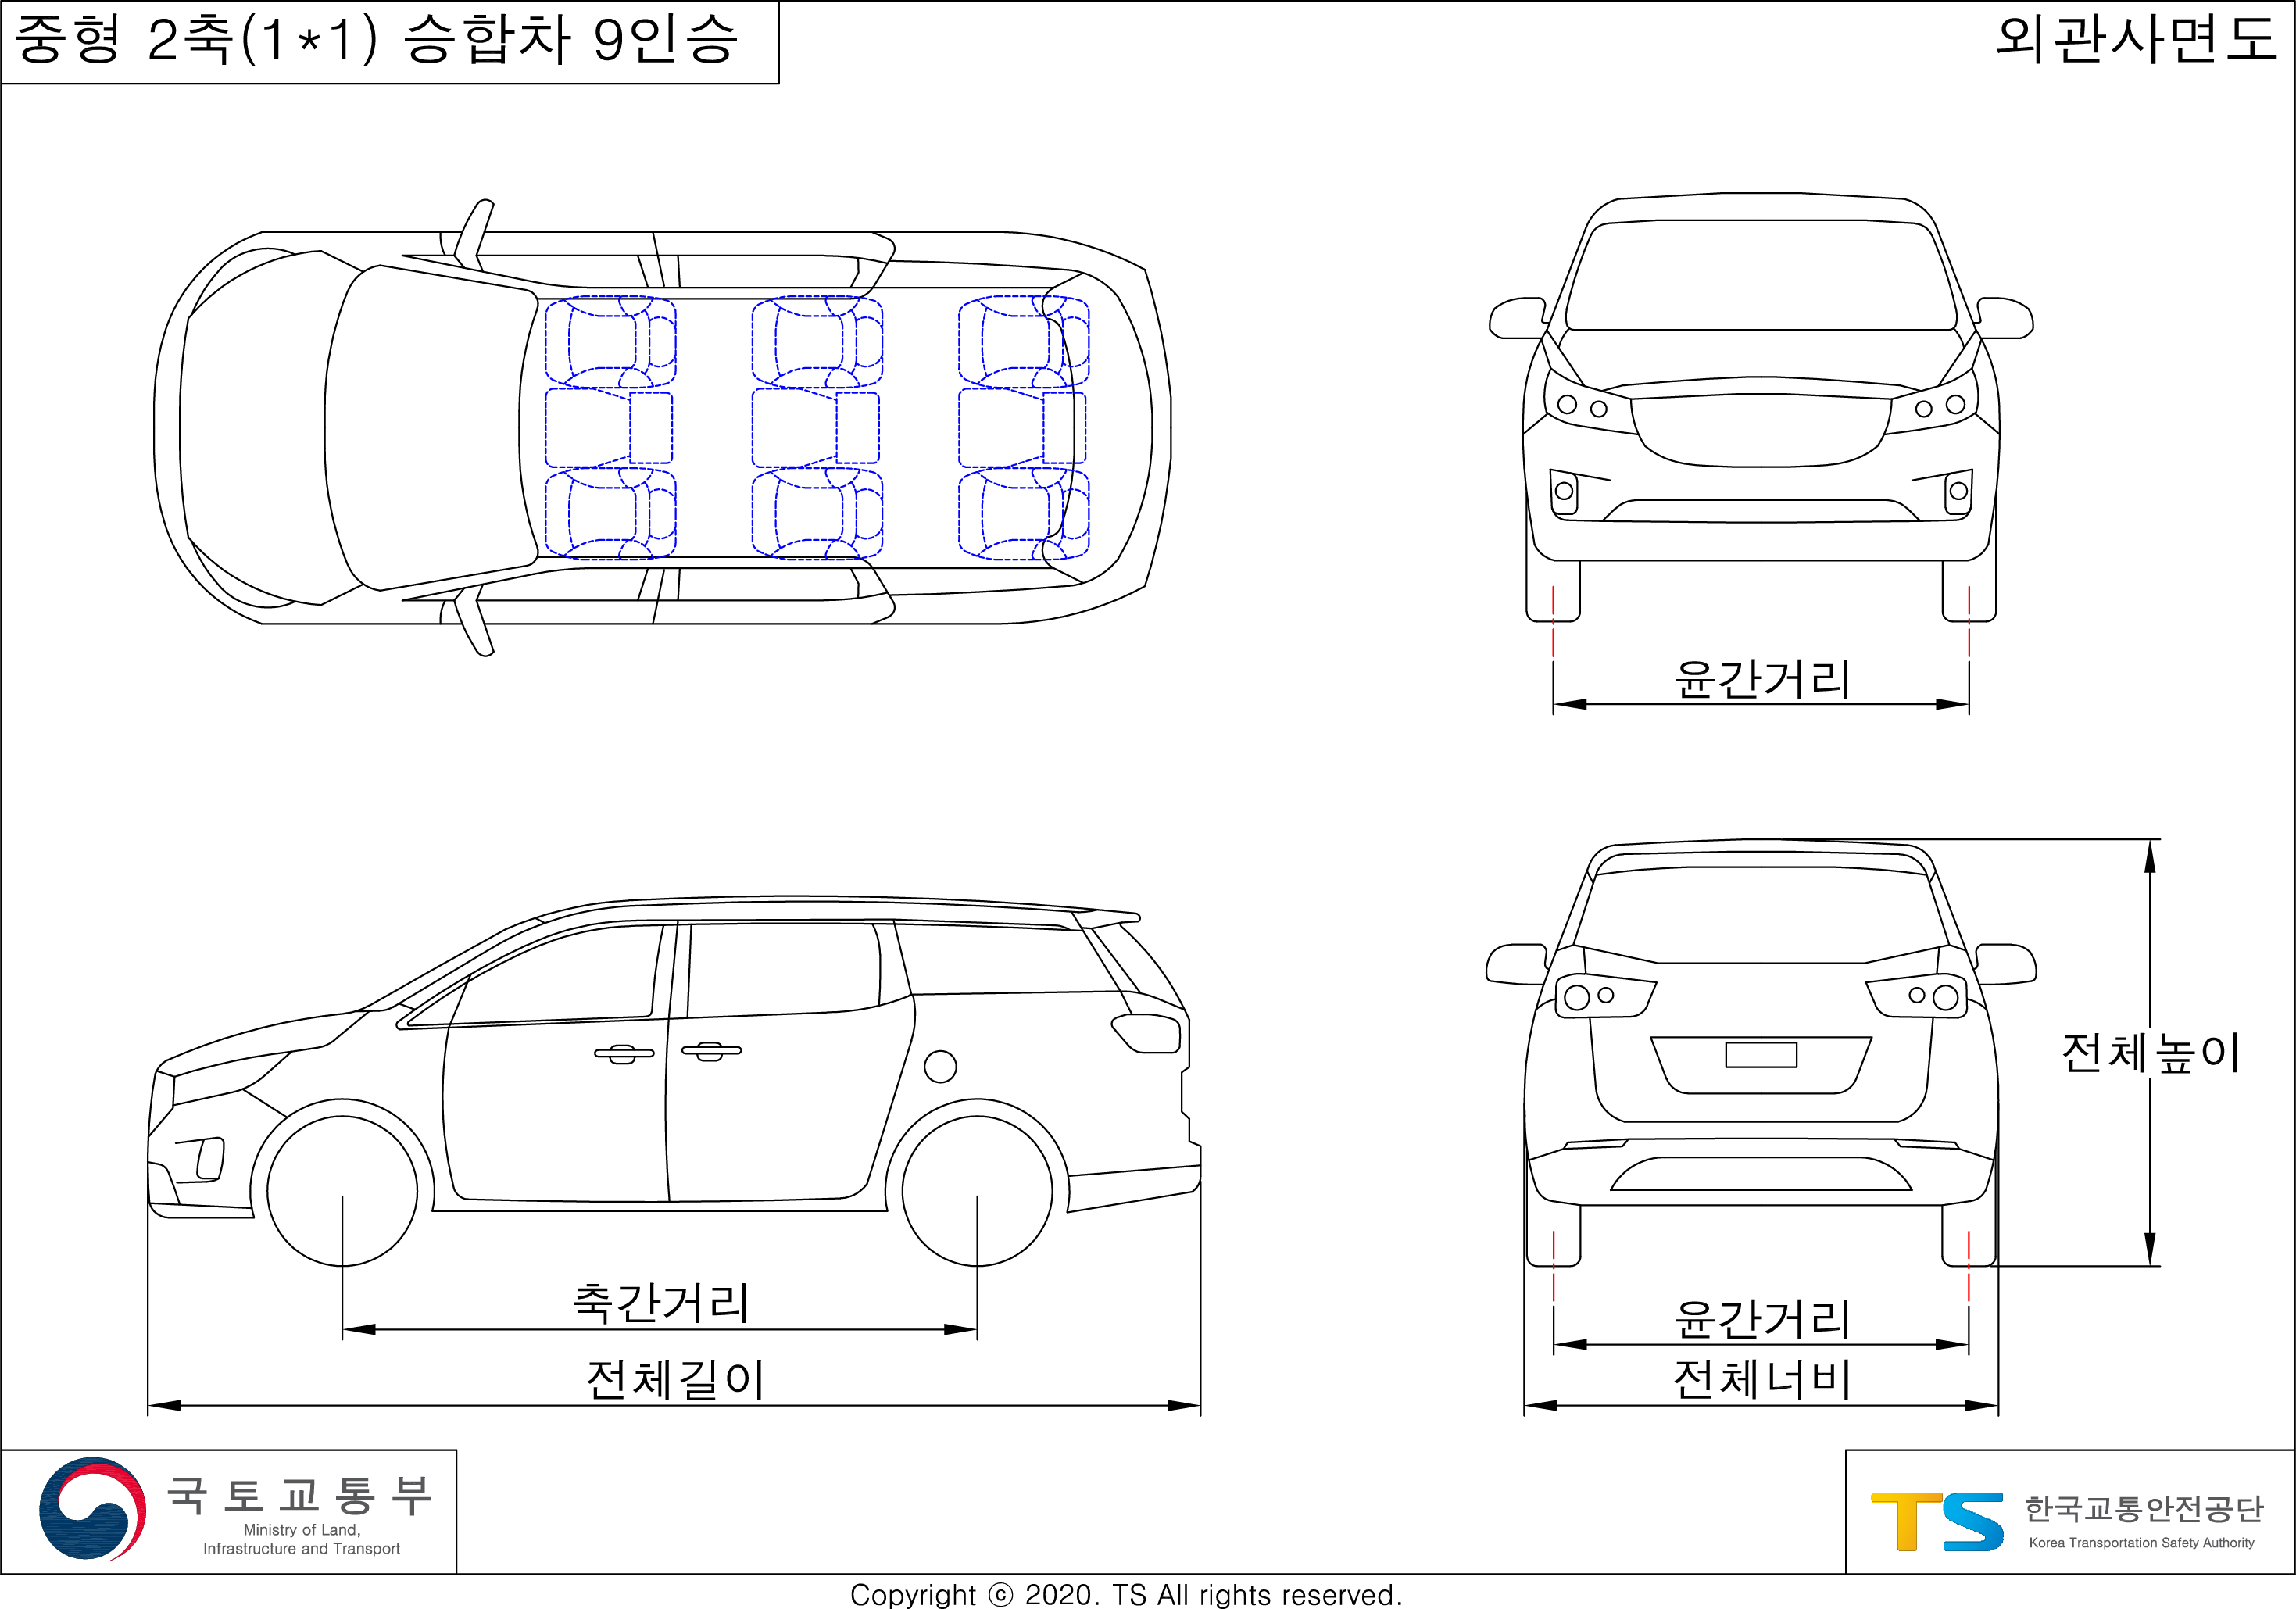 중형 2축(1*1) 승합차 9인승
외관사면도
윤간거리
전체높이
축간거리
전체길이
윤간거리
전체너비
국토교통부
Ministry of Land,
Infrastructure and Transport
TS 한국교통안전공단
Korea Transportation Safety Authority
Copyright ⓒ 2020. TS All rights reserved.